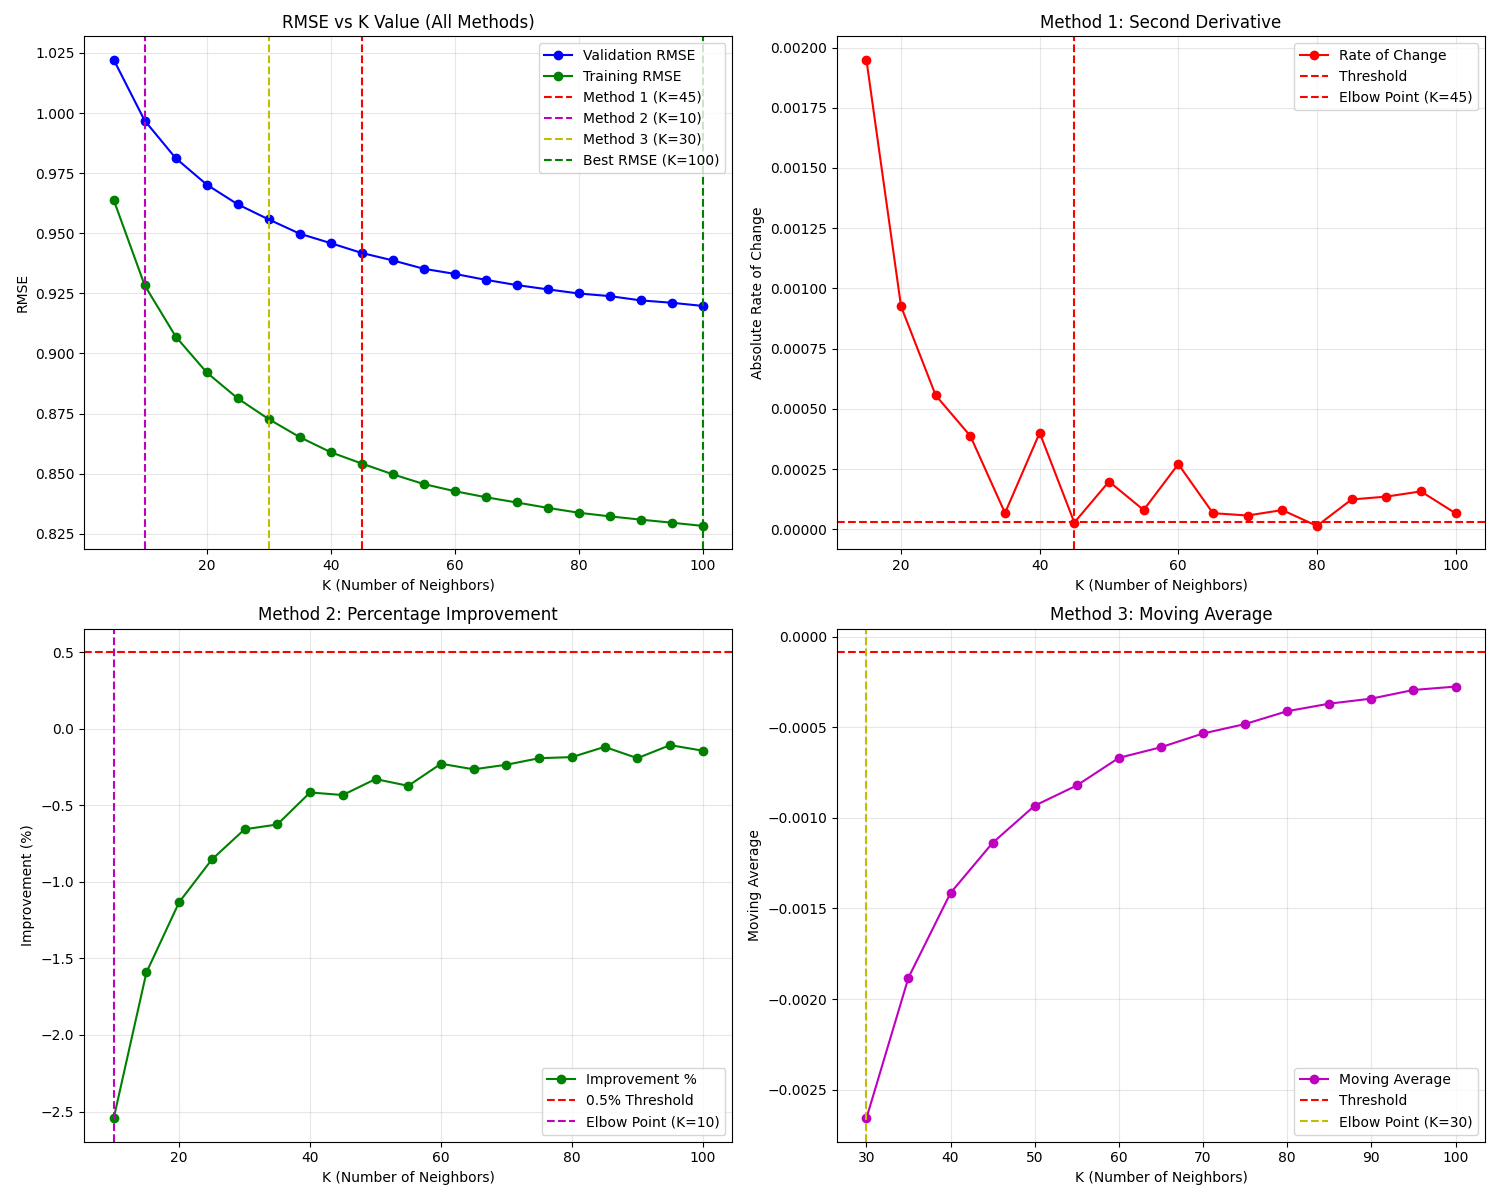 RMSE vs K Value (All Methods)
RMSE
1.025
1.000
0.975
0.950
0.925
0.900
0.875
0.850
0.825
Validation RMSE
Training RMSE
Method 1 (K=45)
Method 2 (K=10)
Method 3 (K=30)
Best RMSE (K=100)
20 40 60 80 100
K (Number of Neighbors)
Method 1: Second Derivative
Absolute Rate of Change
0.00200
0.00175
0.00150
0.00125
0.00100
0.00075
0.00050
0.00025
0.00000
Rate of Change
Threshold
Elbow Point (K=45)
20 40 60 80 100
K (Number of Neighbors)
Method 2: Percentage Improvement
Improvement (%)
0.5
0.0
−0.5
−1.0
−1.5
−2.0
−2.5
Improvement %
0.5% Threshold
Elbow Point (K=10)
20 40 60 80 100
K (Number of Neighbors)
Method 3: Moving Average
Moving Average
0.0000
−0.0005
−0.0010
−0.0015
−0.0020
−0.0025
Moving Average
Threshold
Elbow Point (K=30)
30 40 50 60 70 80 90 100
K (Number of Neighbors)